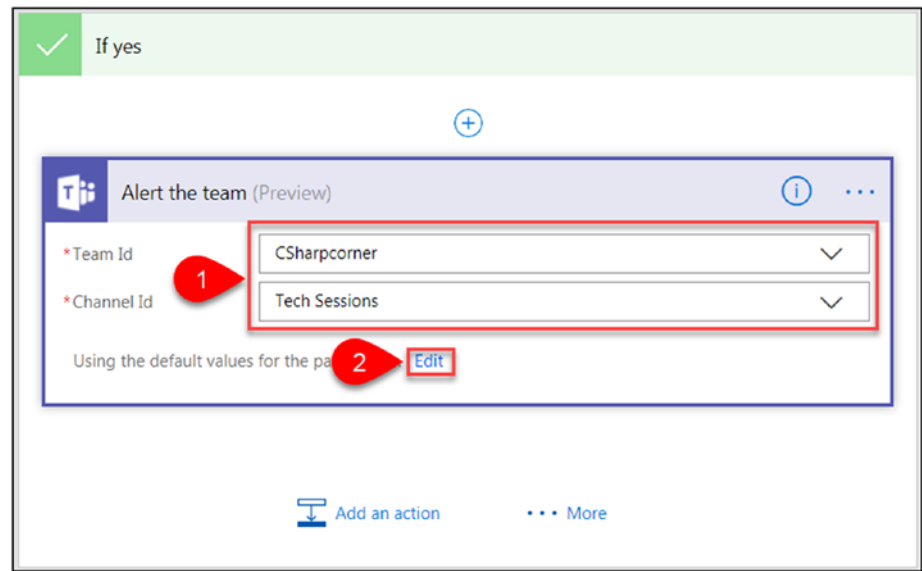 If yes
Alert the team (Preview)
*Team Id
CSharpcorner
1
*Channel Id
Tech Sessions
Using the default values for the pa 2 Edit
Add an action
More